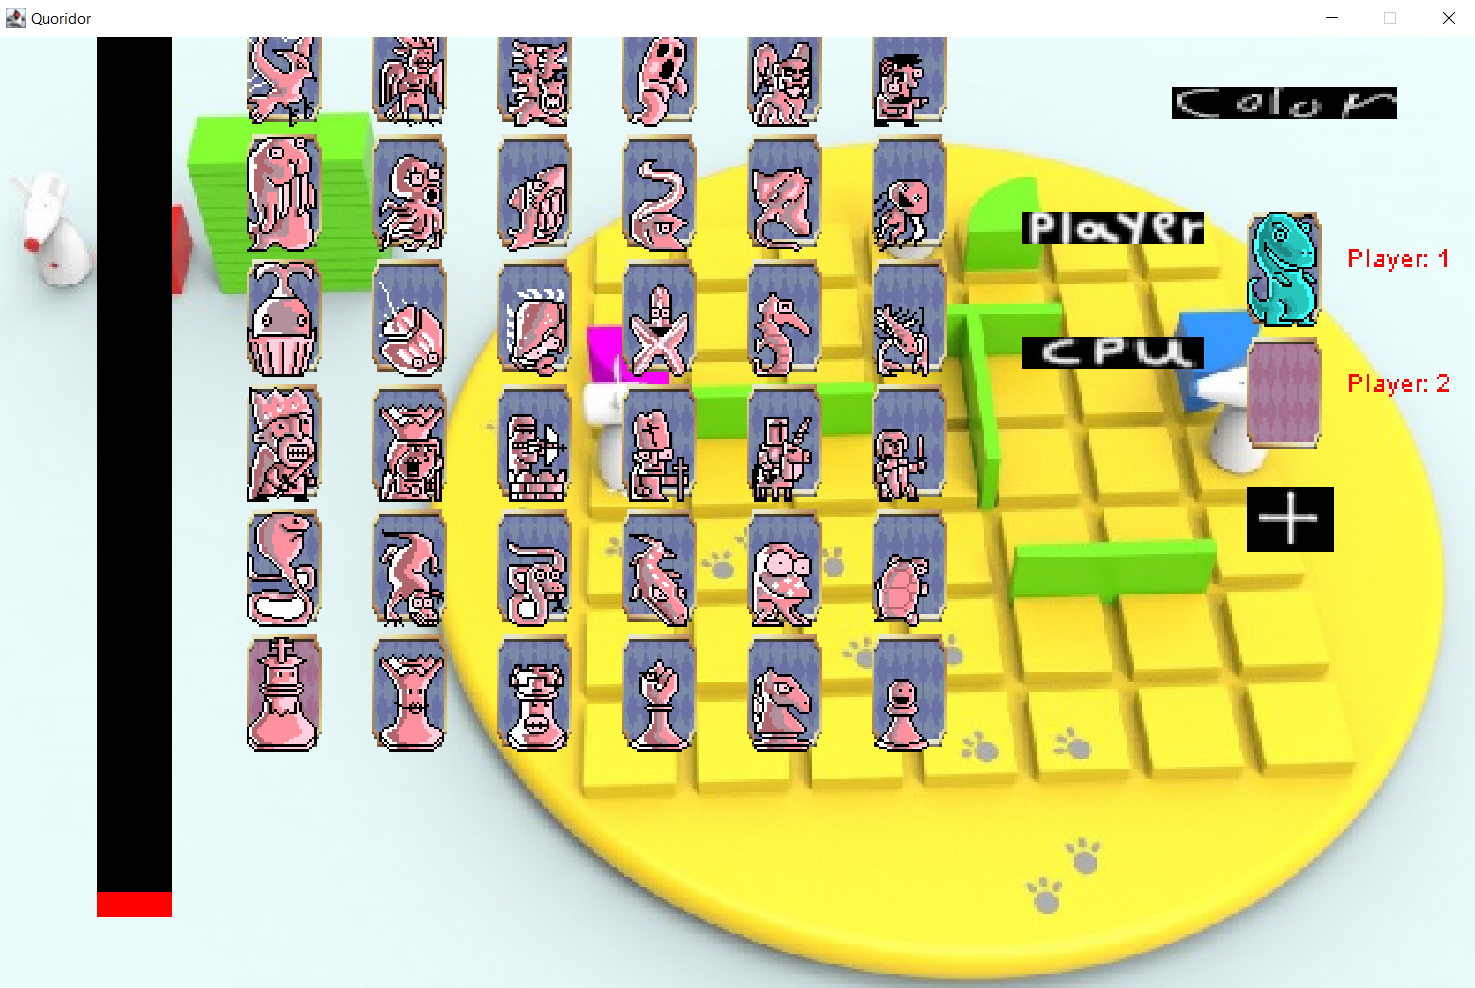 Quoridor
Color
Player
Player: 1
CPU
Player: 2
+